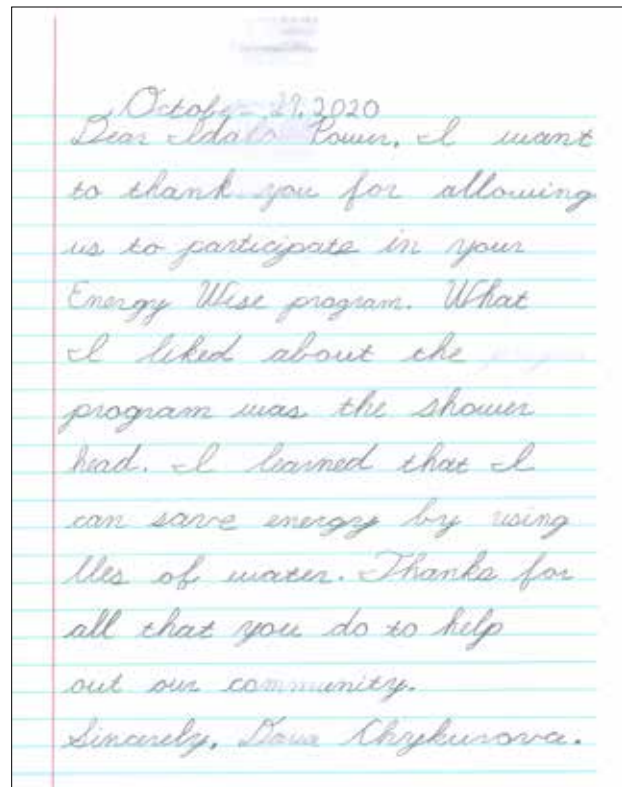 October 29, 2020
Dear Idaho Power, I want
to thank you for allowing
us to participate in your
Energy Wise program. What
I liked about the
program was the shower
head. I learned that I
can save energy by using
lles of water. Thanks for
all that you do to help
out our community.
Sincerely,